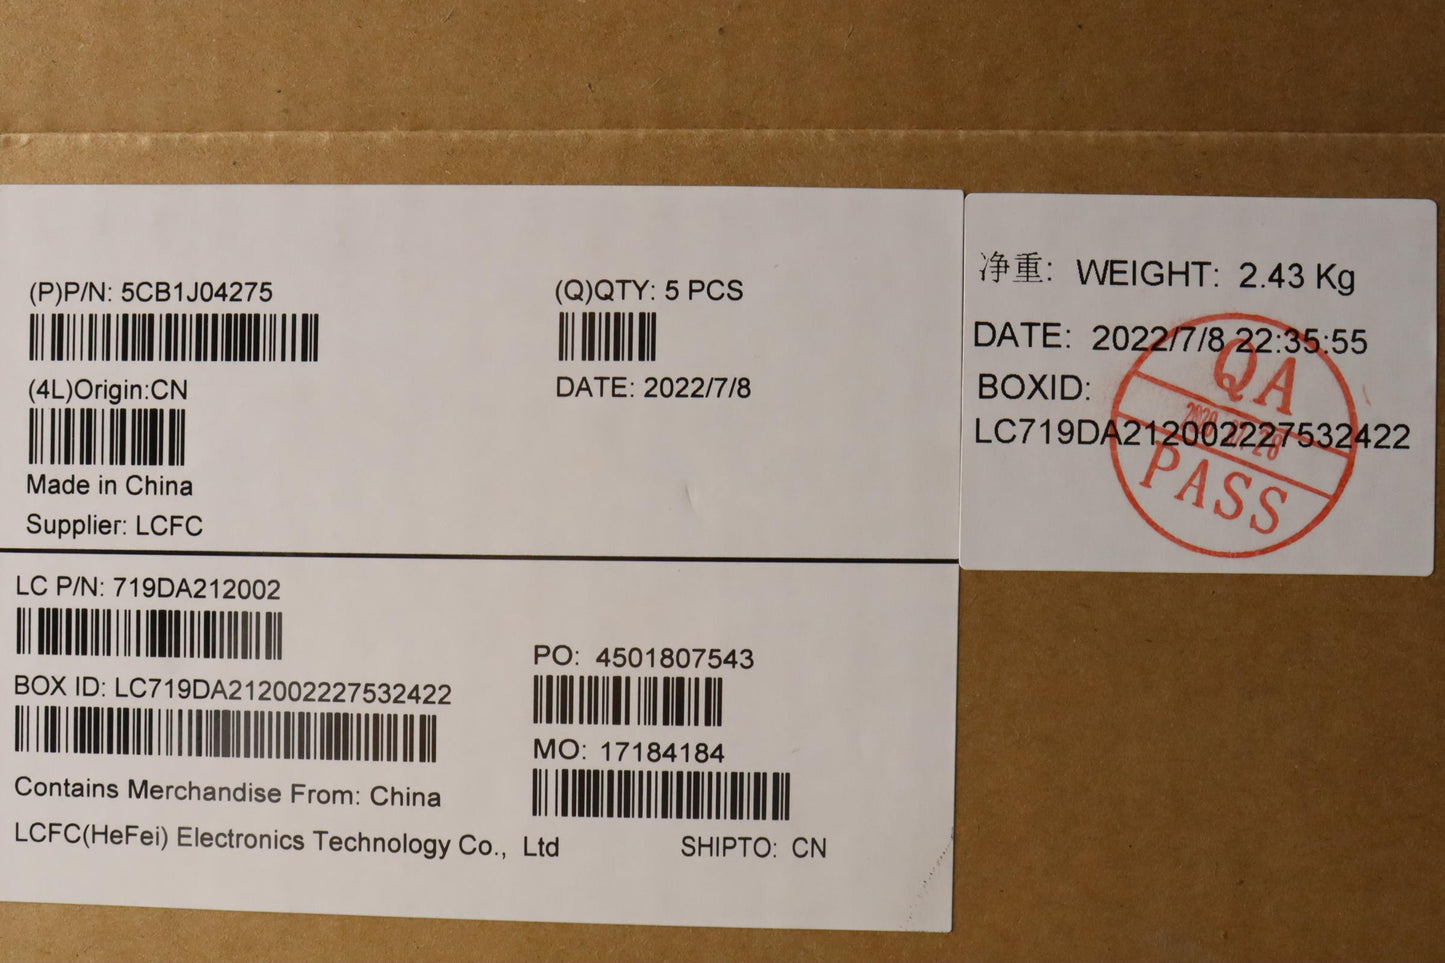 (P)P/N: 5CB1J04275
(Q)QTY: 5 PCS
(4L)Origin:CN
DATE: 2022/7/8
Made in China
Supplier: LCFC
LC P/N: 719DA212002
BOX ID: LC719DA212002227532422
PO: 4501807543
MO: 17184184
Contains Merchandise From: China
LCFC(HeFei) Electronics Technology Co., Ltd
SHIPTO: CN
净重: WEIGHT: 2.43 Kg
DATE: 2022/7/8 22:35:55
BOXID:
LC719DA212002227532422
QA
PASS